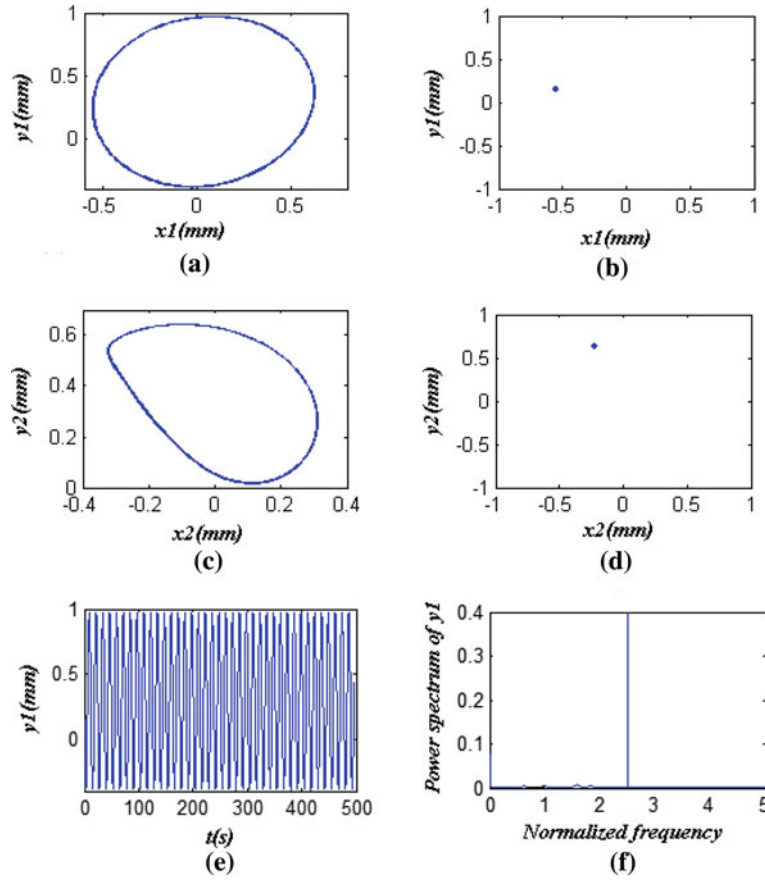 1
0.5
0
y1(mm)
-0.5 0 0.5
x1(mm)
(a)
1
0.5
0
-0.5
-1
y1(mm)
-1 -0.5 0 0.5 1
x1(mm)
(b)
0.6
0.4
0.2
0
y2(mm)
-0.4 -0.2 0 0.2 0.4
x2(mm)
(c)
1
0.5
0
-0.5
-1
y2(mm)
-1 -0.5 0 0.5 1
x2(mm)
(d)
1
0.5
0
y1(mm)
0 100 200 300 400 500
t(s)
(e)
0.4
0.3
0.2
0.1
0
Power spectrum of y1
0 1 2 3 4 5
Normalized frequency
(f)